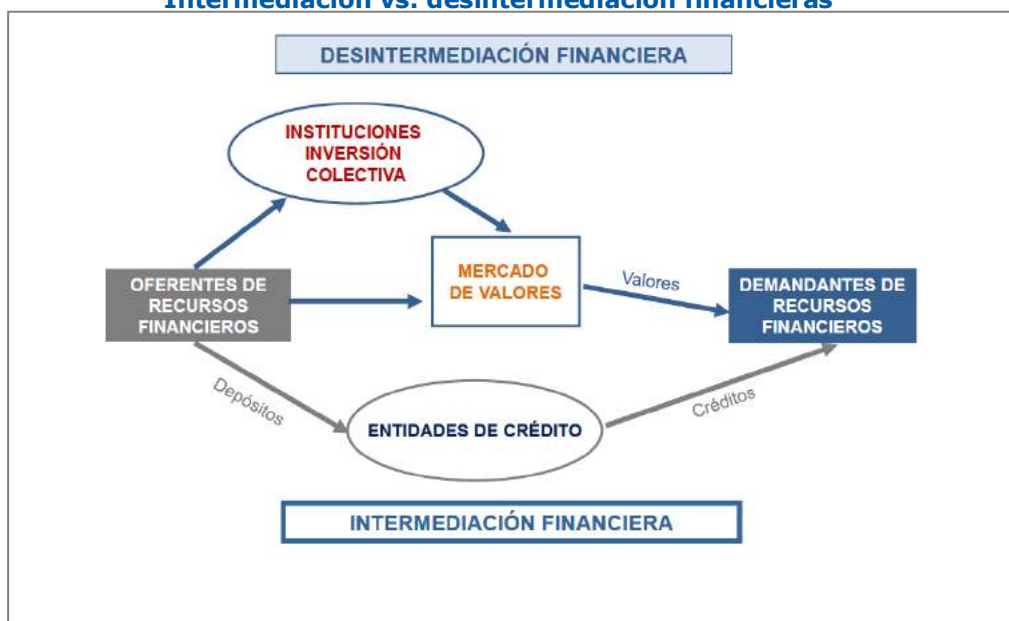 Intermediación vs. desintermediación financieras
DESINTERMEDIACIÓN FINANCIERA
INSTITUCIONES
INVERSIÓN
COLECTIVA
OFERENTES DE
RECURSOS
FINANCIEROS
MERCADO
DE VALORES
Valores
DEMANDANTES DE
RECURSOS
FINANCIEROS
Depósitos
ENTIDADES DE CRÉDITO
Créditos
INTERMEDIACIÓN FINANCIERA